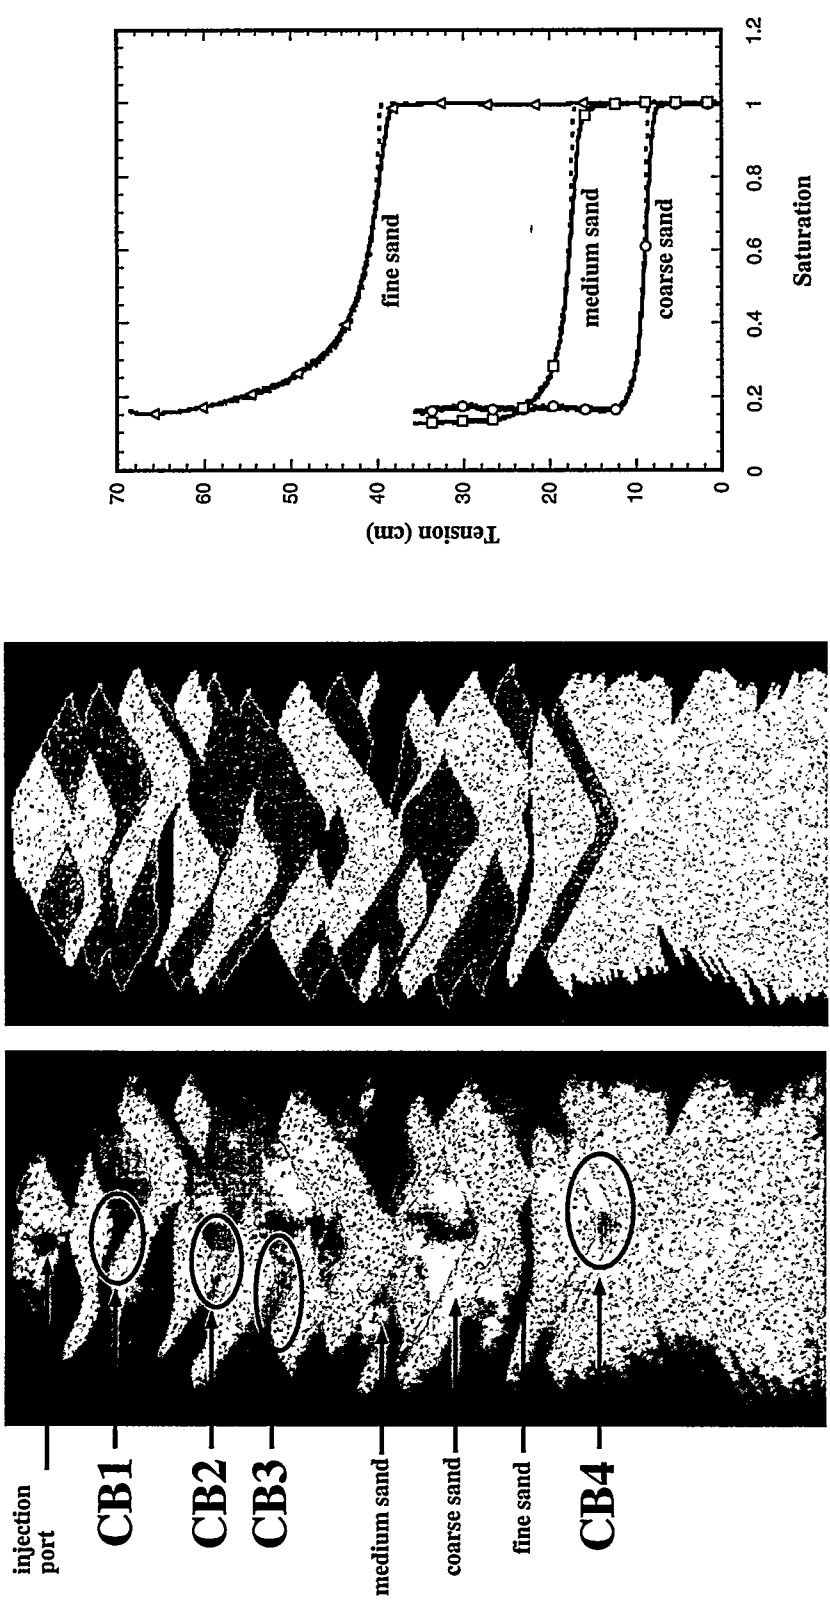 injection
port
CB1
CB2
CB3
medium sand
coarse sand
fine sand
CB4
Tension (cm)
70
60
50
40
30
20
10
0
fine sand
medium sand
coarse sand
0
0.2
0.4
0.6
0.8
1
1.2
Saturation